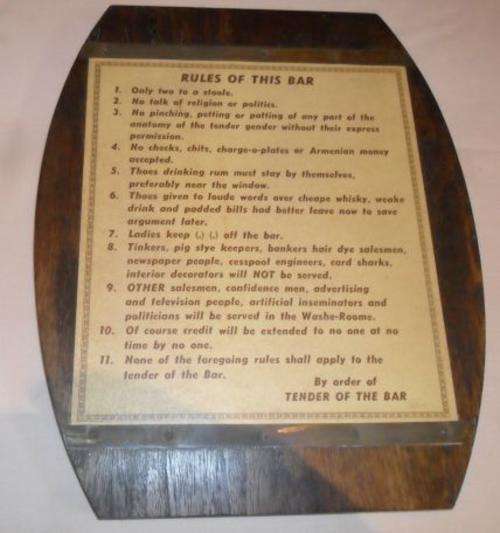 RULES OF THIS BAR
1. Only two to a stoole.
2. No talk of religion or politics.
3. No pinching, petting or patting of any part of the
anatomy of the tender gender without their express
permission.
4. No checks, chits, charge-o-plates or Armenian money
accepted.
5. Thoes drinking rum must stay by themselves,
preferably near the window.
6. Thoes given to loude words over cheape whisky, weake
drink and padded bills had better leave now to save
argument later.
7. Ladies keep (.) (.) off the bar.
8. Tinkers, pig stye keepers, bankers hair dye salesmen,
newspaper people, cesspool engineers, card sharks,
interior decorators will NOT be served.
9. OTHER salesmen, confidence men, advertising
and television people, artificial inseminators and
politicians will be served in the Washe-Roome.
10. Of course credit will be extended to no one at no
time by no one.
11. None of the foregoing rules shall apply to the
tender of the Bar.
By order of
TENDER OF THE BAR